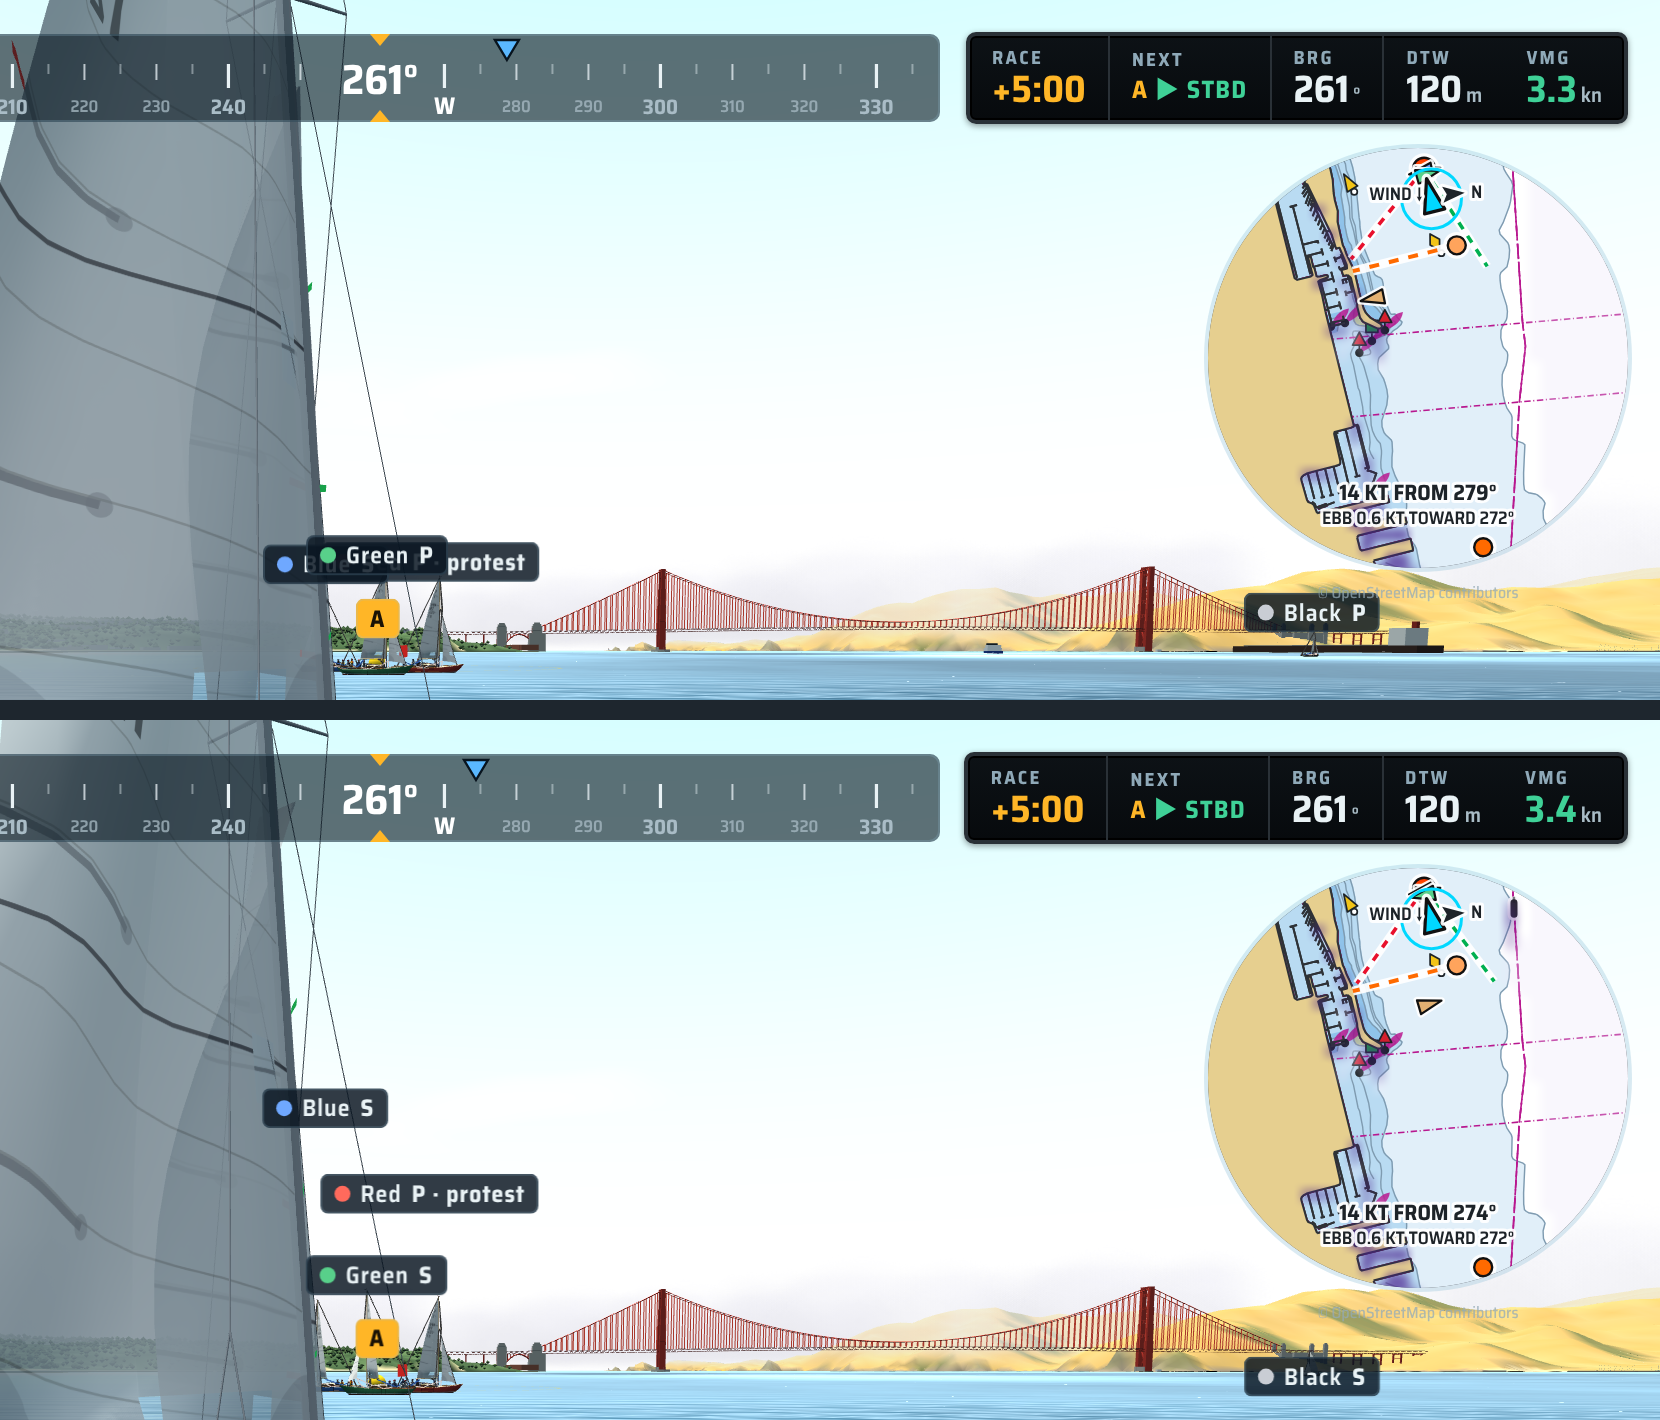 RACE
+5:00
NEXT
A ▶ STBD
BRG
261°
DTW
120 m
VMG
3.3 kn
261°
210 220 230 240 W 280 290 300 310 320 330
WIND N
14 KT FROM 279°
EBB 0.6 KT TOWARD 272°
© OpenStreetMap contributors
Green P
protest
A
Black P
RACE
+5:00
NEXT
A ▶ STBD
BRG
261°
DTW
120 m
VMG
3.4 kn
261°
210 220 230 240 W 280 290 300 310 320 330
WIND N
14 KT FROM 274°
EBB 0.6 KT TOWARD 272°
© OpenStreetMap contributors
Blue S
Red P · protest
Green S
A
Black S